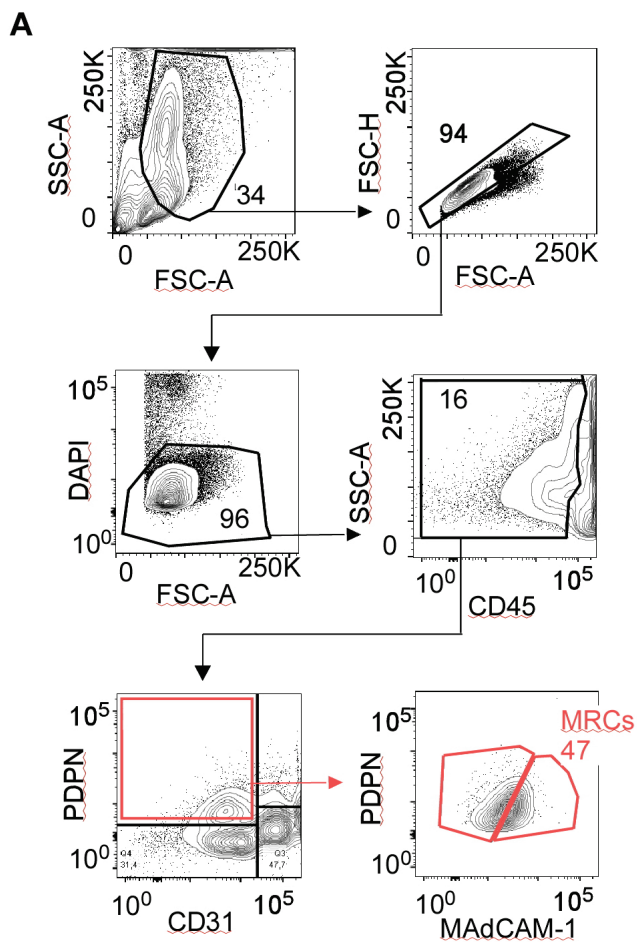 A
SSC-A
250K
0
34
0 250K
FSC-A
FSC-H
250K
0
94
0 250K
FSC-A
DAPI
10⁵
10⁰
96
0 250K
FSC-A
SSC-A
250K
0
16
10⁰ 10⁵
CD45
PDPN
10⁵
10⁰
Q4
31,4
Q3
47,7
10⁰ 10⁵
CD31
PDPN
10⁵
10⁰
MRCs
47
10⁰ 10⁵
MAdCAM-1